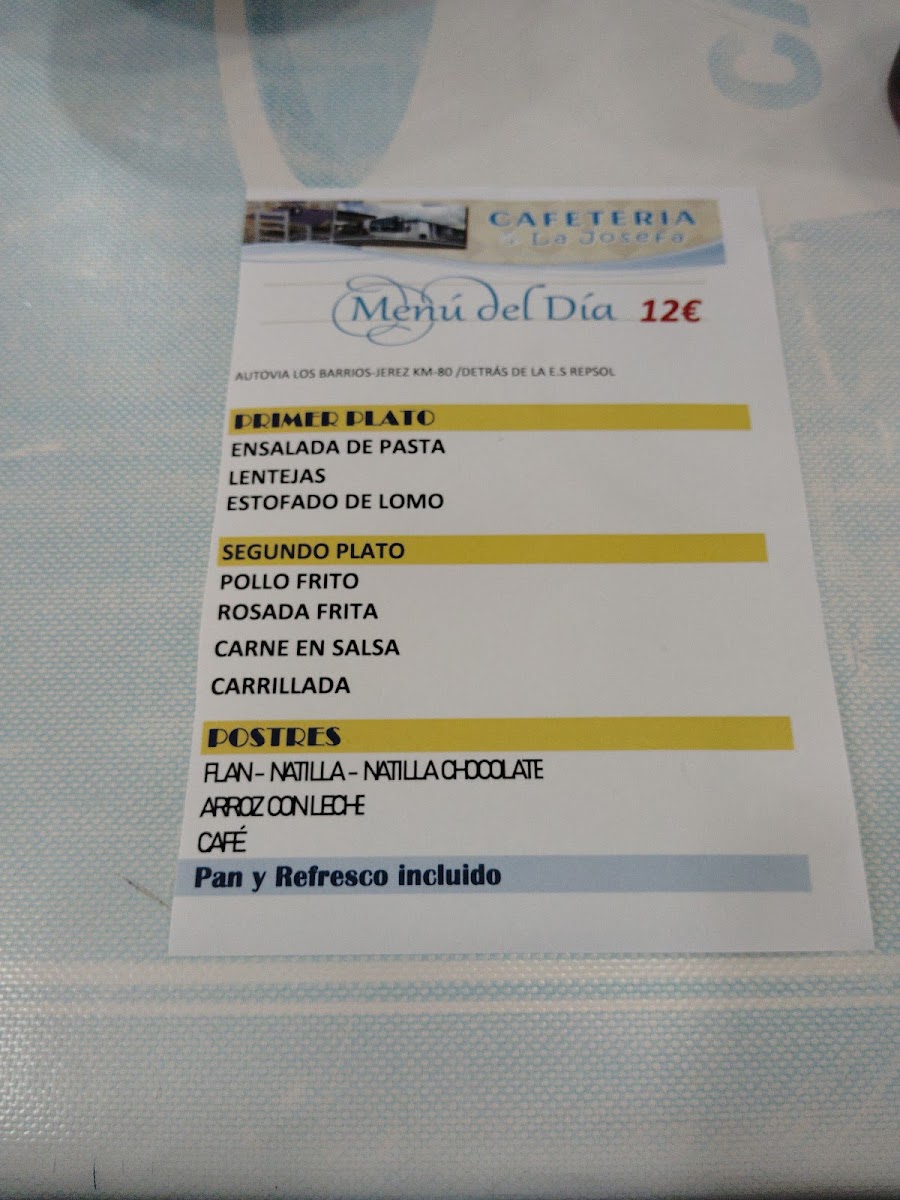 CAFETERIA
La Josefa
Menú del Día 12€
AUTOVIA LOS BARRIOS-JEREZ KM-80 /DETRÁS DE LA E.S REPSOL
PRIMER PLATO
ENSALADA DE PASTA
LENTEJAS
ESTOFADO DE LOMO
SEGUNDO PLATO
POLLO FRITO
ROSADA FRITA
CARNE EN SALSA
CARRILLADA
POSTRES
FLAN – NATILLA – NATILLA CHOCOLATE
ARROZ CON LECHE
CAFÉ
Pan y Refresco incluido